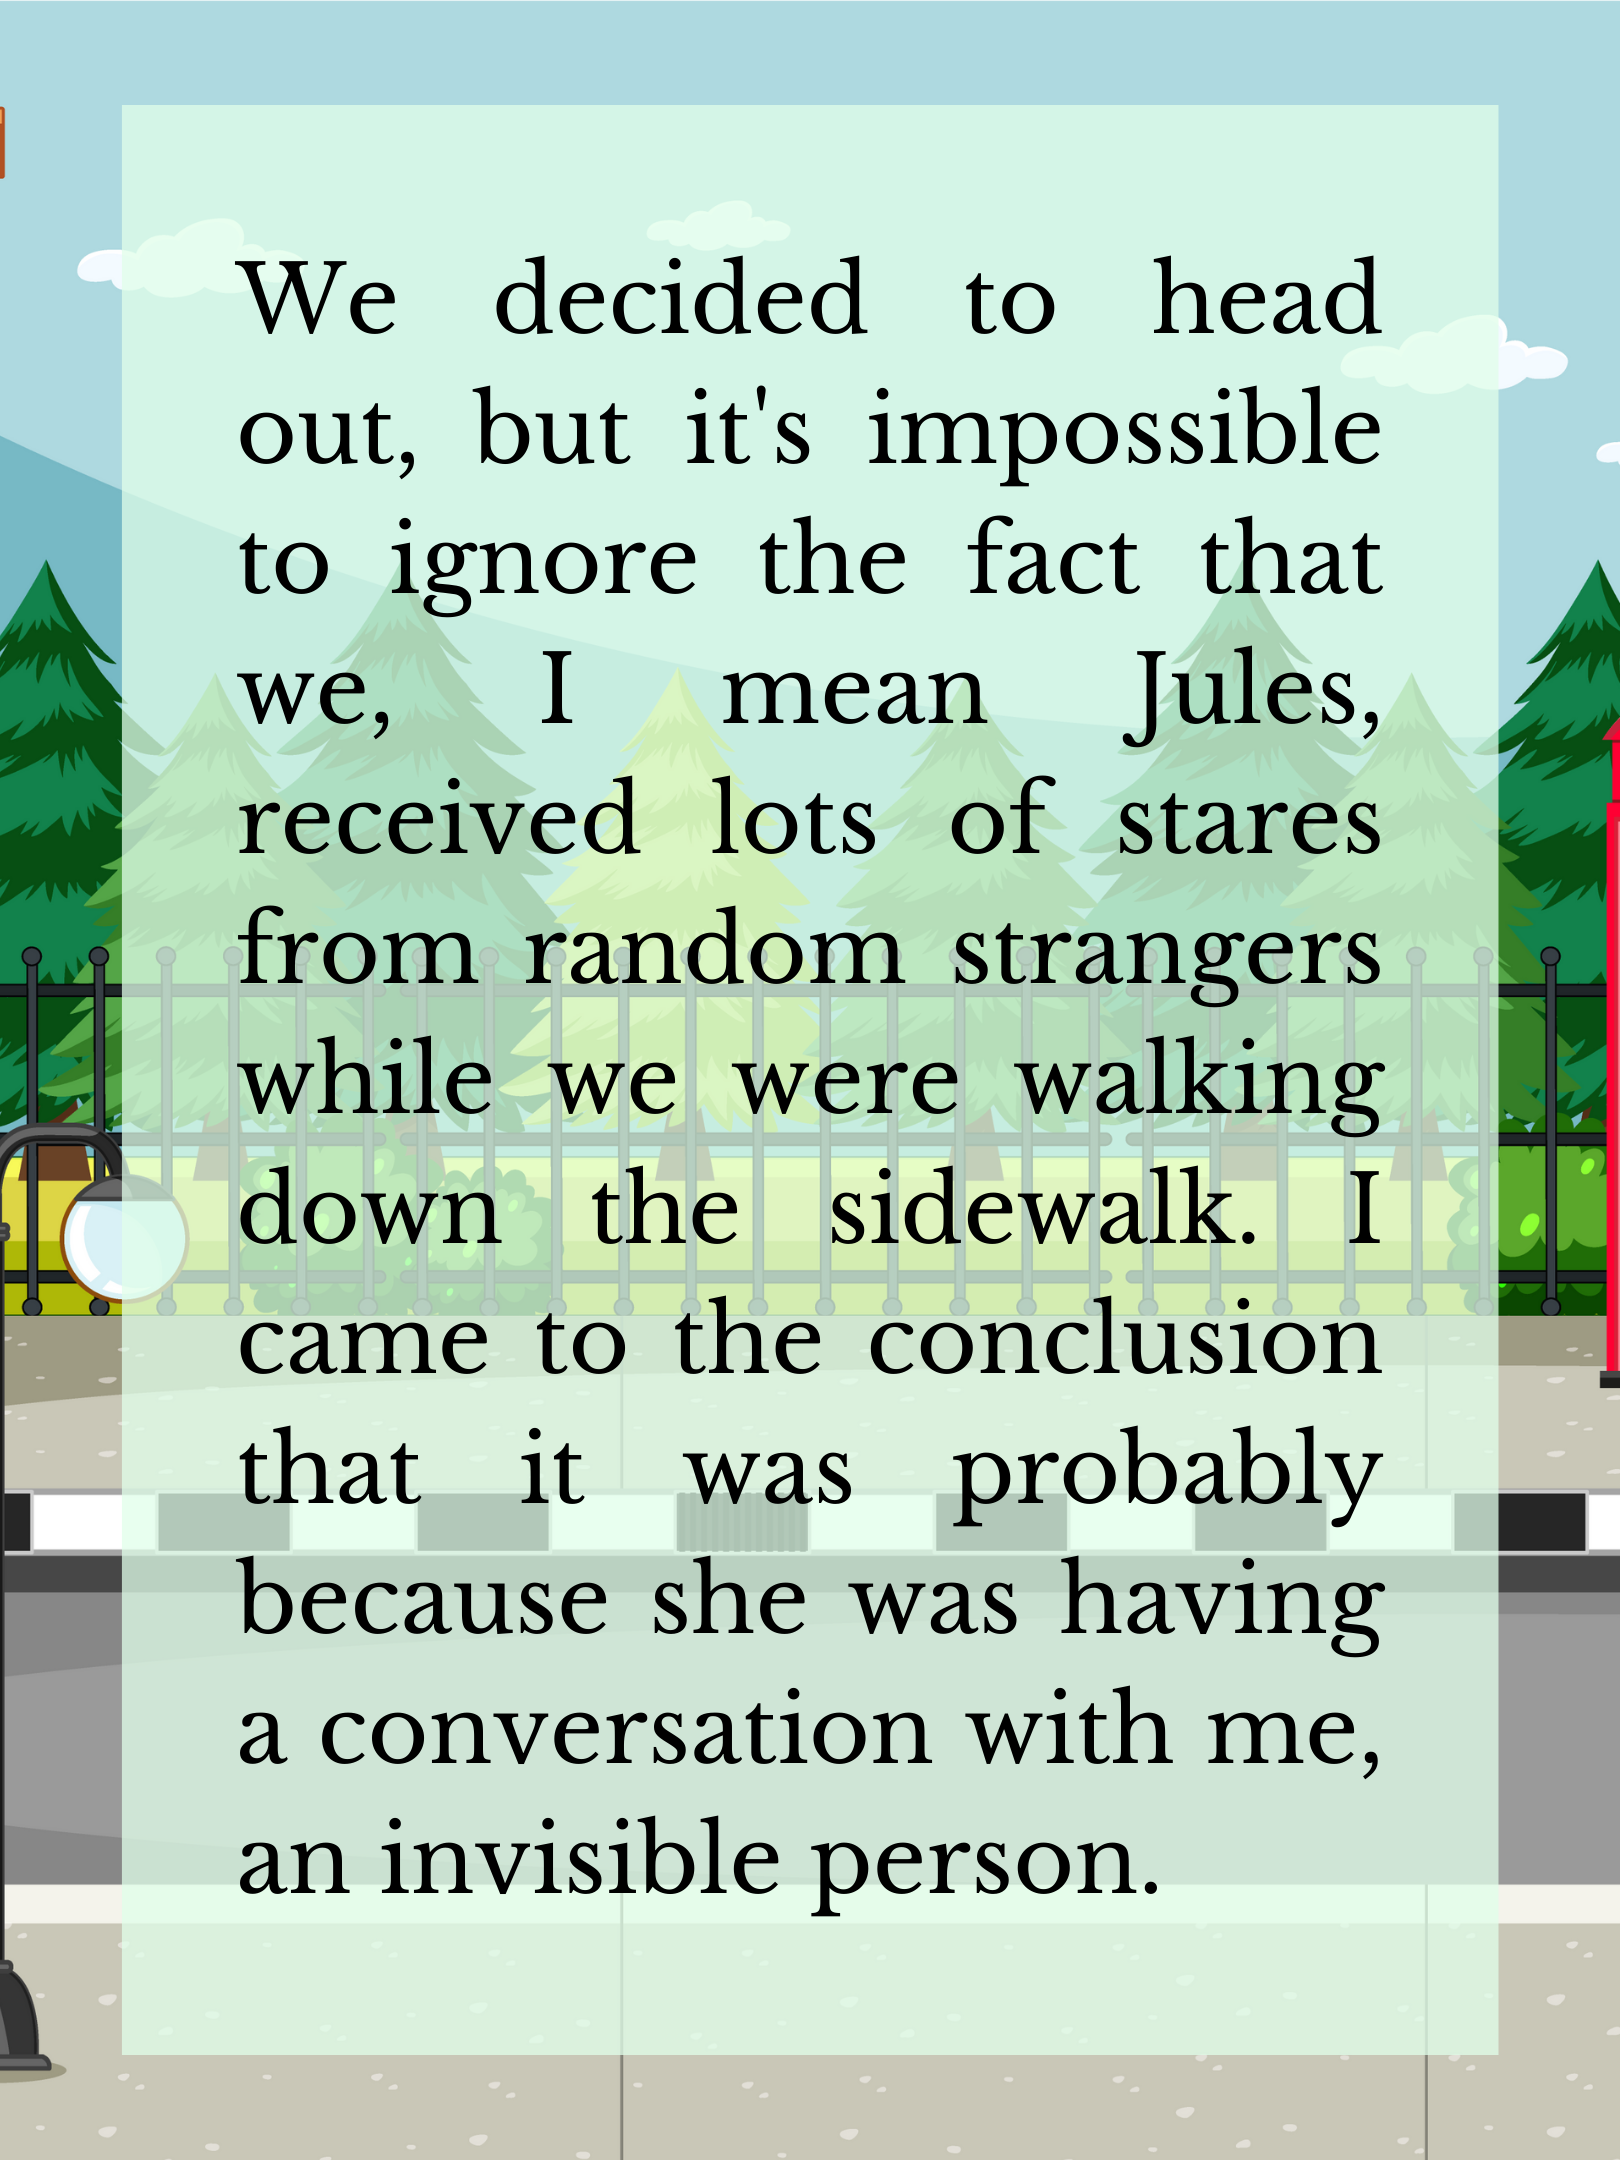 We decided to head
out, but it's impossible
to ignore the fact that
we, I mean Jules,
received lots of stares
from random strangers
while we were walking
down the sidewalk. I
came to the conclusion
that it was probably
because she was having
a conversation with me,
an invisible person.